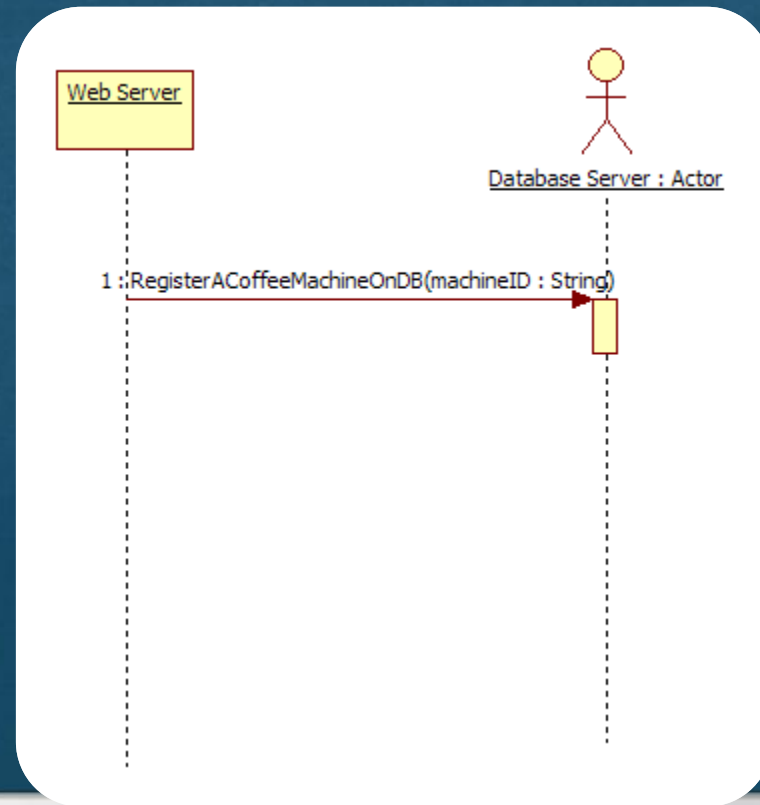 Web Server
Database Server : Actor
1 : RegisterACoffeeMachineOnDB(machineID : String)